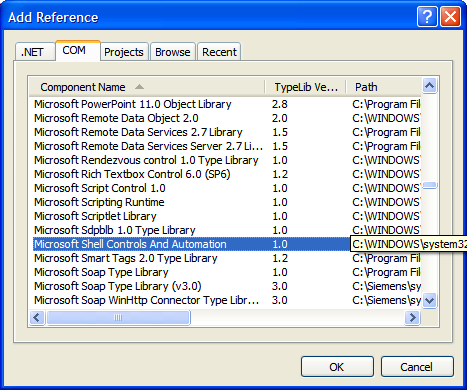 Add Reference
.NET COM Projects Browse Recent
Component Name TypeLib Ve... Path
Microsoft PowerPoint 11.0 Object Library 2.8 C:\Program File
Microsoft Remote Data Object 2.0 2.0 C:\WINDOWS\
Microsoft Remote Data Services 2.7 Library 1.5 C:\Program File
Microsoft Remote Data Services Server 2.7 Li... 1.5 C:\Program File
Microsoft Rendezvous control 1.0 Type Library 1.0 C:\WINDOWS\
Microsoft Rich Textbox Control 6.0 (SP6) 1.2 C:\WINDOWS\
Microsoft Script Control 1.0 1.0 C:\WINDOWS\
Microsoft Scripting Runtime 1.0 C:\WINDOWS\
Microsoft Scriptlet Library 1.0 C:\WINDOWS\
Microsoft Sdpblb 1.0 Type Library 1.0 C:\WINDOWS\
Microsoft Shell Controls And Automation 1.0 C:\WINDOWS\system32
Microsoft Smart Tags 2.0 Type Library 1.2 C:\Program File
Microsoft Soap Type Library 1.0 C:\Siemens\sy
Microsoft Soap Type Library (v3.0) 3.0 C:\Siemens\sys
Microsoft Soap WinHttp Connector Type Libr... 3.0 C:\Siemens\sy
OK Cancel